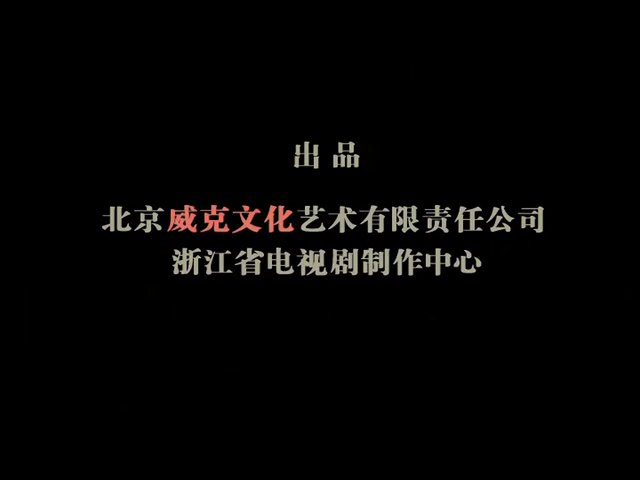 出品
北京威克文化艺术有限责任公司
浙江省电视剧制作中心